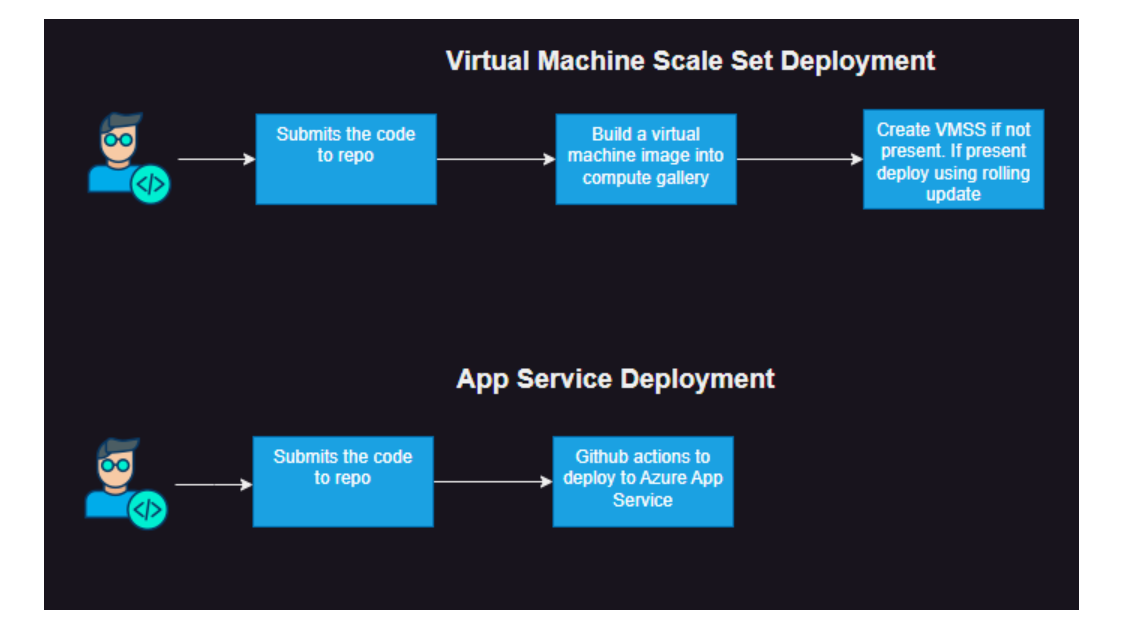 Virtual Machine Scale Set Deployment
Submits the code
to repo
Build a virtual
machine image into
compute gallery
Create VMSS if not
present. If present
deploy using rolling
update
</>
App Service Deployment
Submits the code
to repo
Github actions to
deploy to Azure App
Service
</>